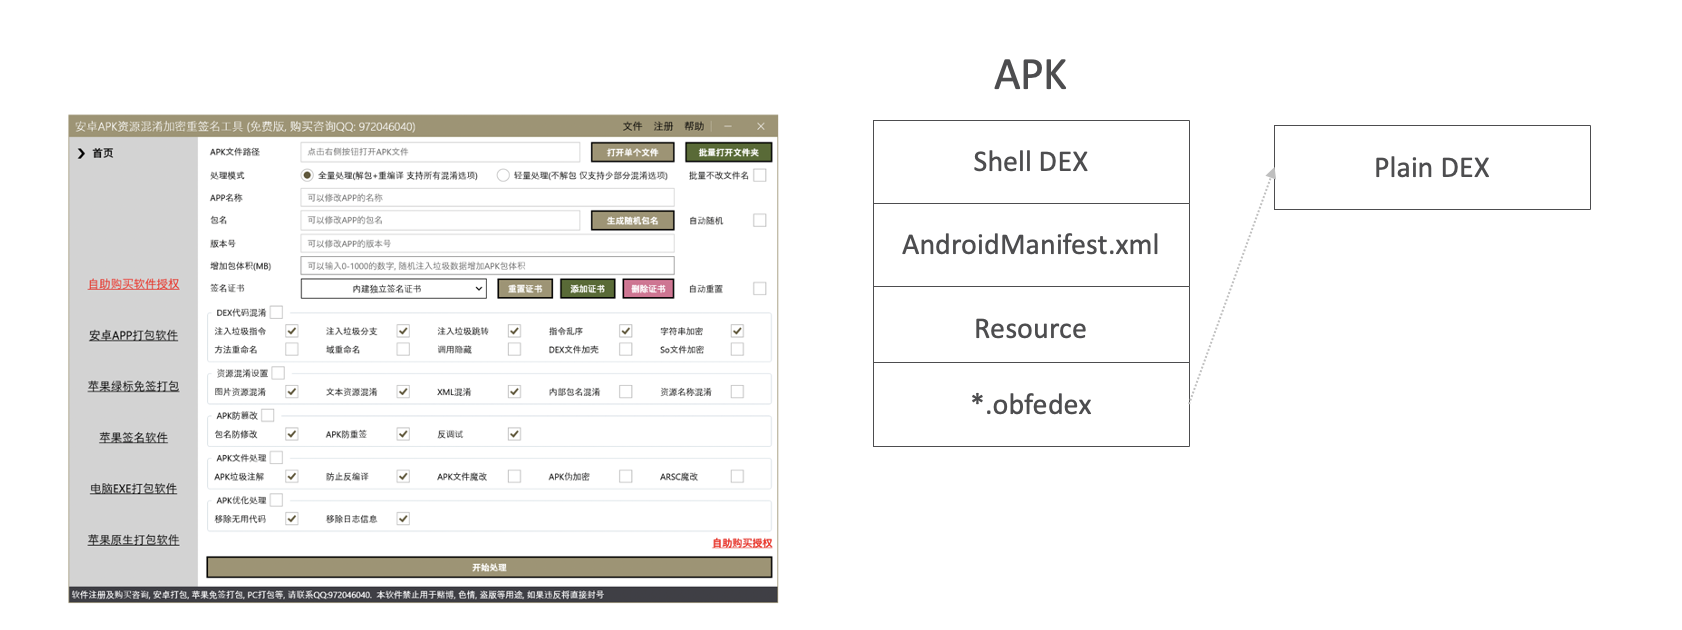 安卓APK资源混淆加密重签名工具 (免费版, 购买咨询QQ: 972046040)
文件 注册 帮助
首页
自助购买软件授权
安卓APP打包软件
苹果绿标免签打包
苹果签名软件
电脑EXE打包软件
苹果原生打包软件
APK文件路径 点击右侧按钮打开APK文件 打开单个文件 批量打开文件夹
处理模式 全量处理(解包+重编译 支持所有混淆选项) 轻量处理(不解包 仅支持少部分混淆选项) 批量不改文件名
APP名称 可以修改APP的名称
包名 可以修改APP的包名 生成随机包名 自动随机
版本号 可以修改APP的版本号
增加包体积(MB) 可以输入0-1000的数字, 随机注入垃圾数据增加APK包体积
签名证书 内建独立签名证书 重置证书 添加证书 删除证书 自动重置
DEX代码混淆
注入垃圾指令 注入垃圾分支 注入垃圾跳转 指令乱序 字符串加密
方法重命名 域重命名 调用隐藏 DEX文件加壳 So文件加密
资源混淆设置
图片资源混淆 文本资源混淆 XML混淆 内部包名混淆 资源名称混淆
APK防篡改
包名防修改 APK防重签 反调试
APK文件处理
APK垃圾注解 防止反编译 APK文件魔改 APK伪加密 ARSC魔改
APK优化处理
移除无用代码 移除日志信息
自助购买授权
开始处理
软件注册及购买咨询, 安卓打包, 苹果免签打包, PC打包等, 请联系QQ:972046040. 本软件禁止用于赌博, 色情, 盗版等用途, 如果违反将直接封号
APK
Shell DEX
AndroidManifest.xml
Resource
*.obfedex
Plain DEX